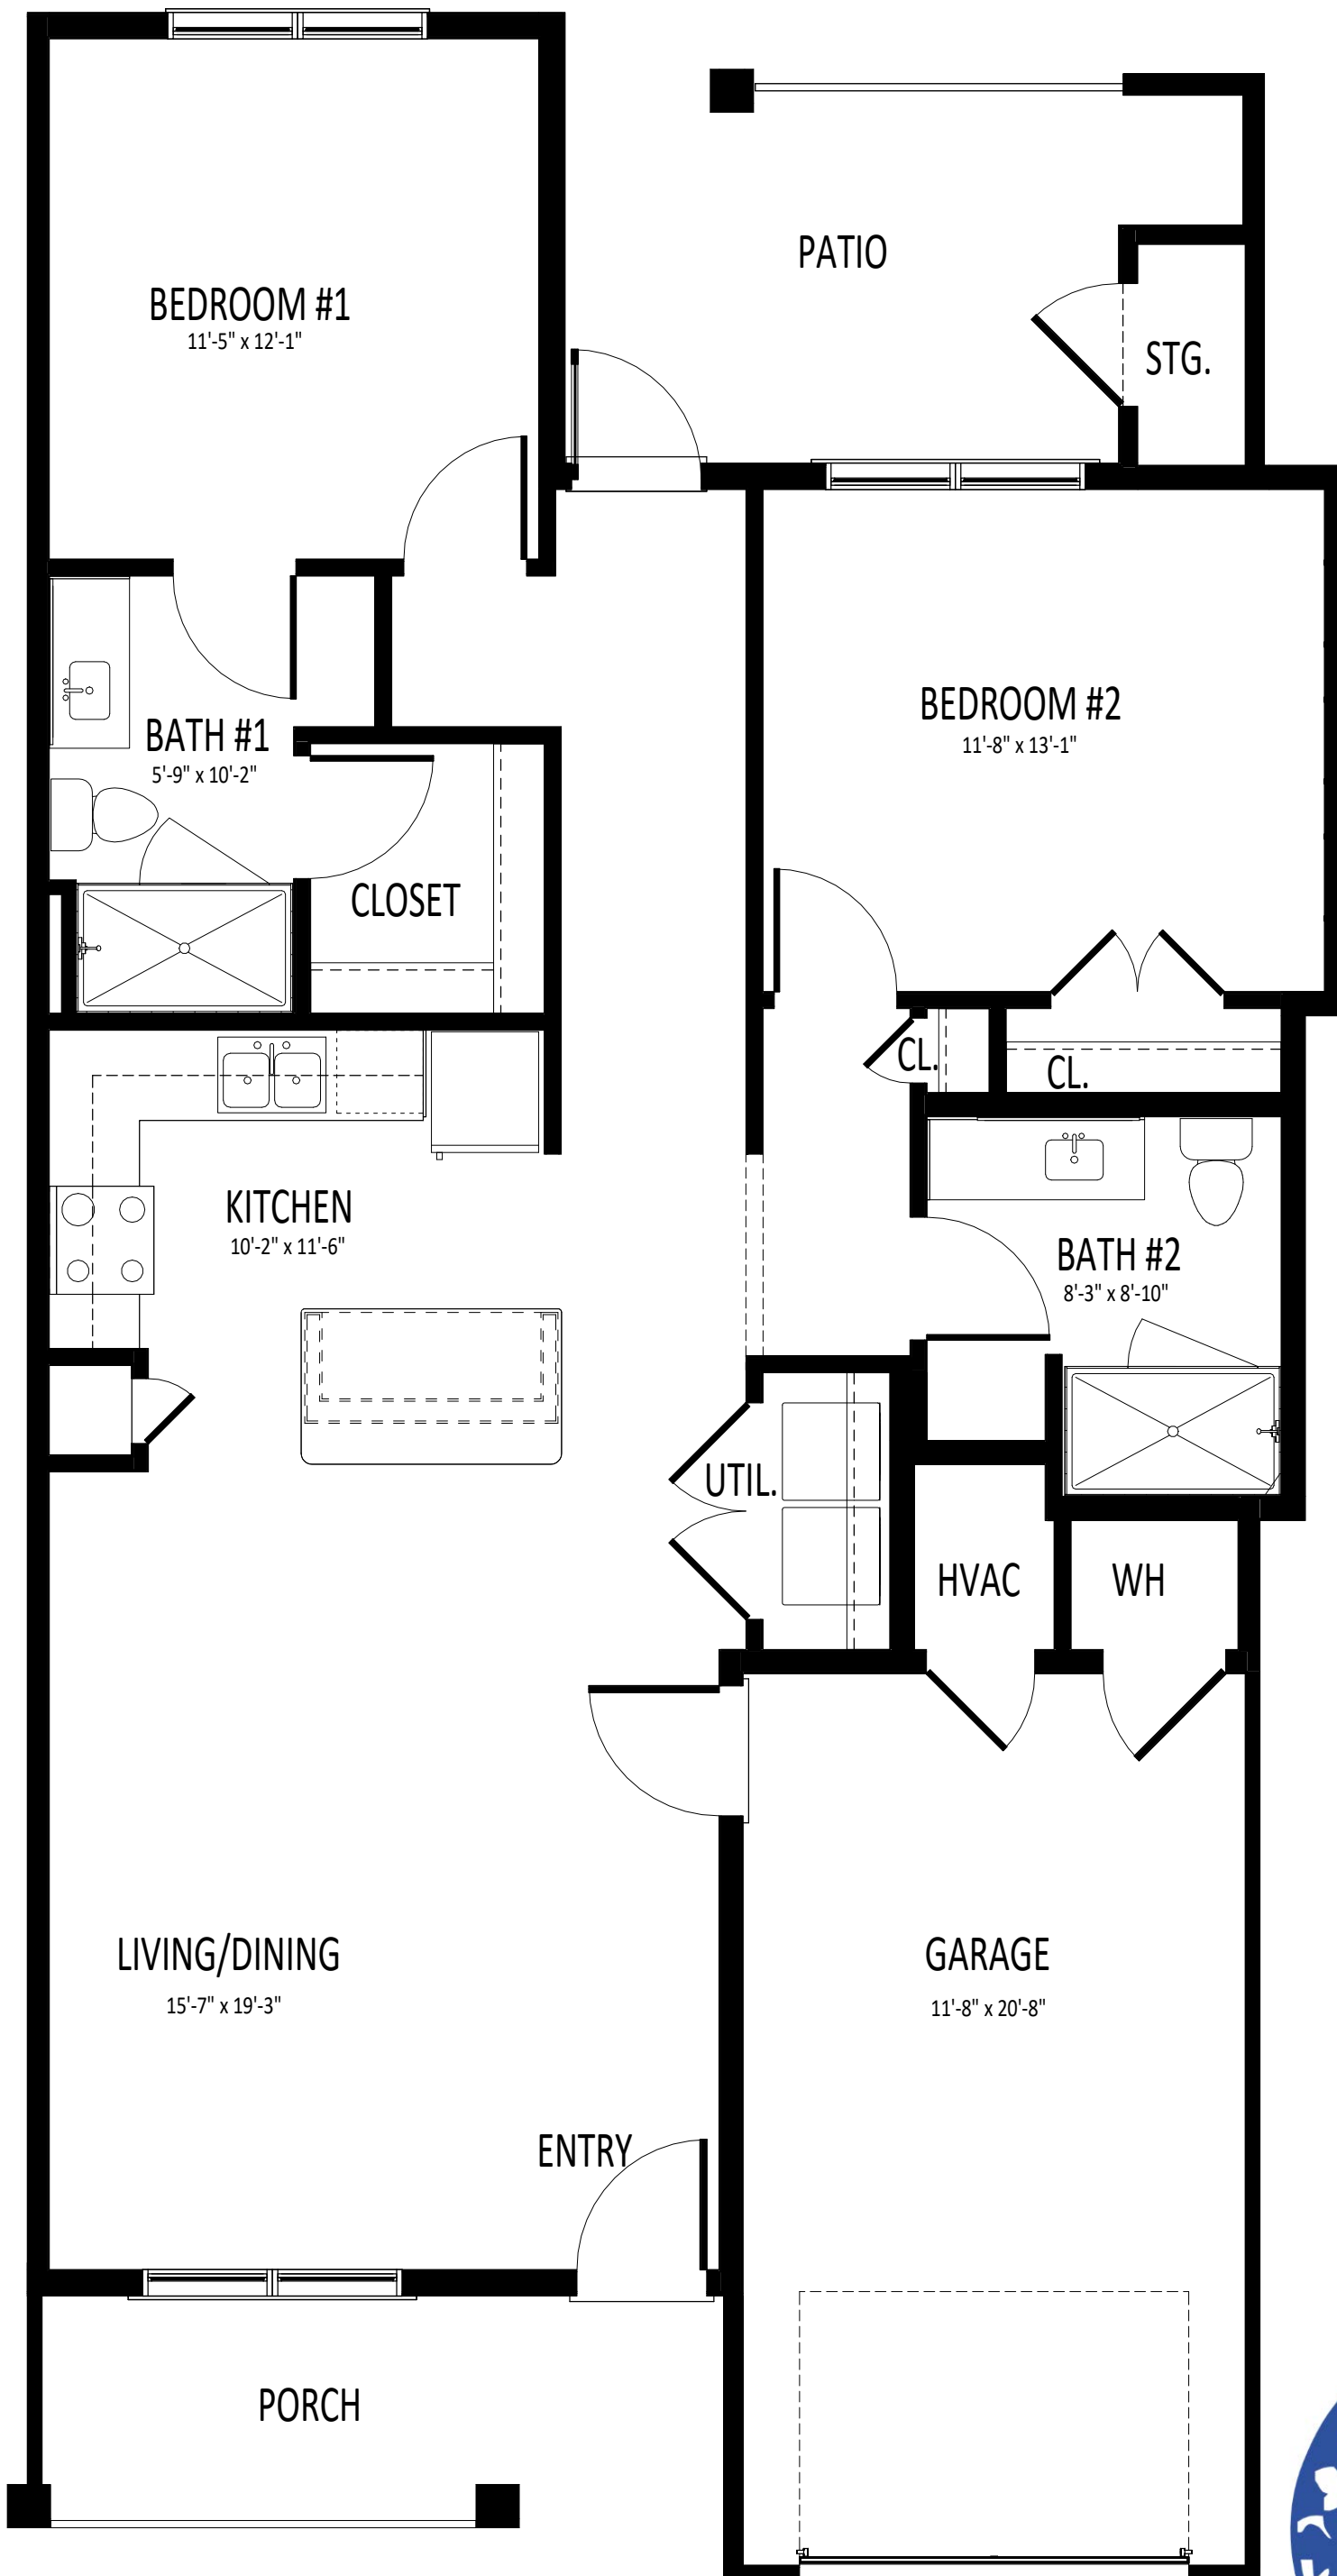 PATIO
BEDROOM #1
11'-5" x 12'-1"
STG.
BEDROOM #2
11'-8" x 13'-1"
BATH #1
5'-9" x 10'-2"
CLOSET
CL.
CL.
KITCHEN
10'-2" x 11'-6"
BATH #2
8'-3" x 8'-10"
UTIL.
HVAC
WH
LIVING/DINING
15'-7" x 19'-3"
GARAGE
11'-8" x 20'-8"
ENTRY
PORCH